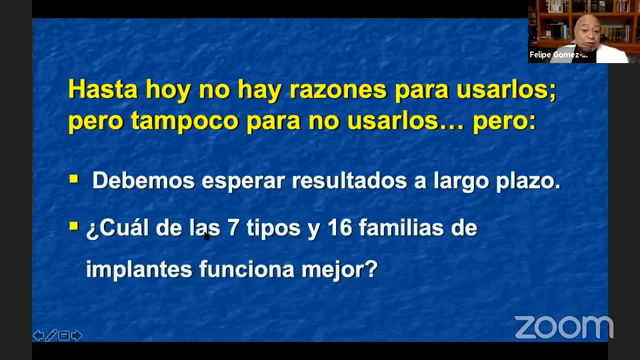 Felipe Gomez-...
Hasta hoy no hay razones para usarlos;
pero tampoco para no usarlos… pero:
Debemos esperar resultados a largo plazo.
¿Cuál de las 7 tipos y 16 familias de
implantes funciona mejor?
zoom